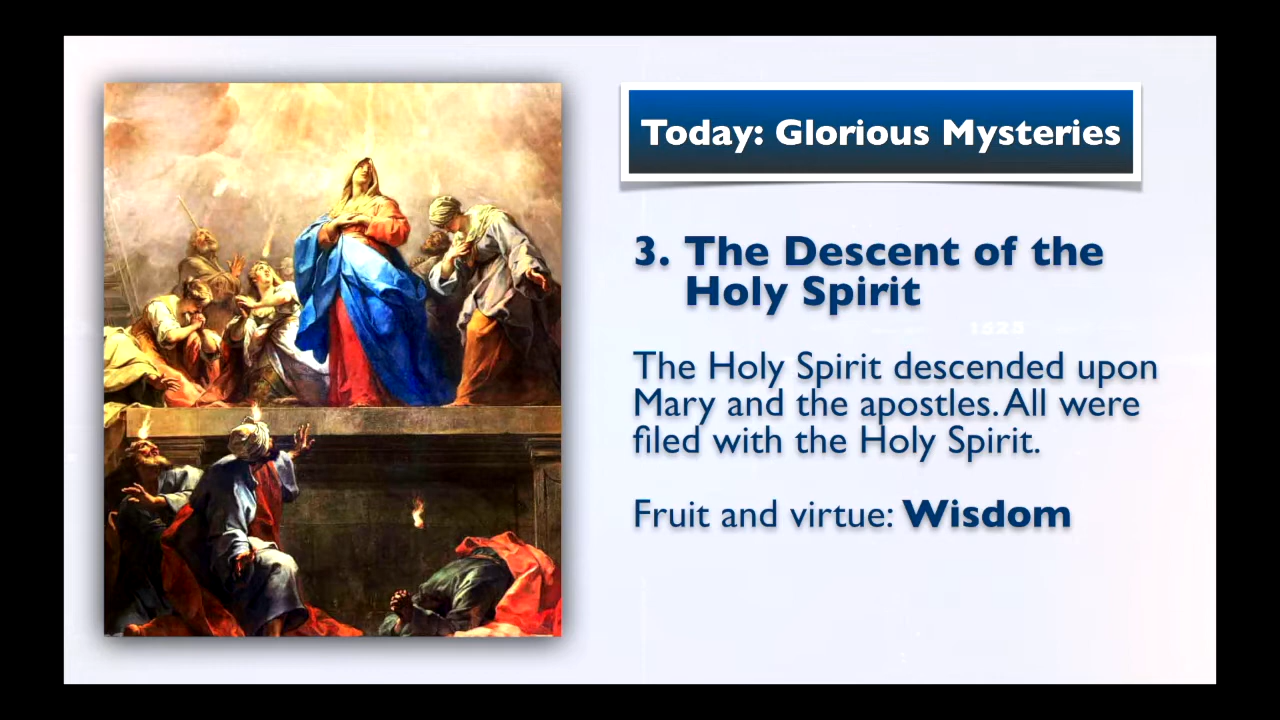 Today: Glorious Mysteries
3. The Descent of the
Holy Spirit
1525
The Holy Spirit descended upon
Mary and the apostles. All were
filed with the Holy Spirit.
Fruit and virtue: Wisdom